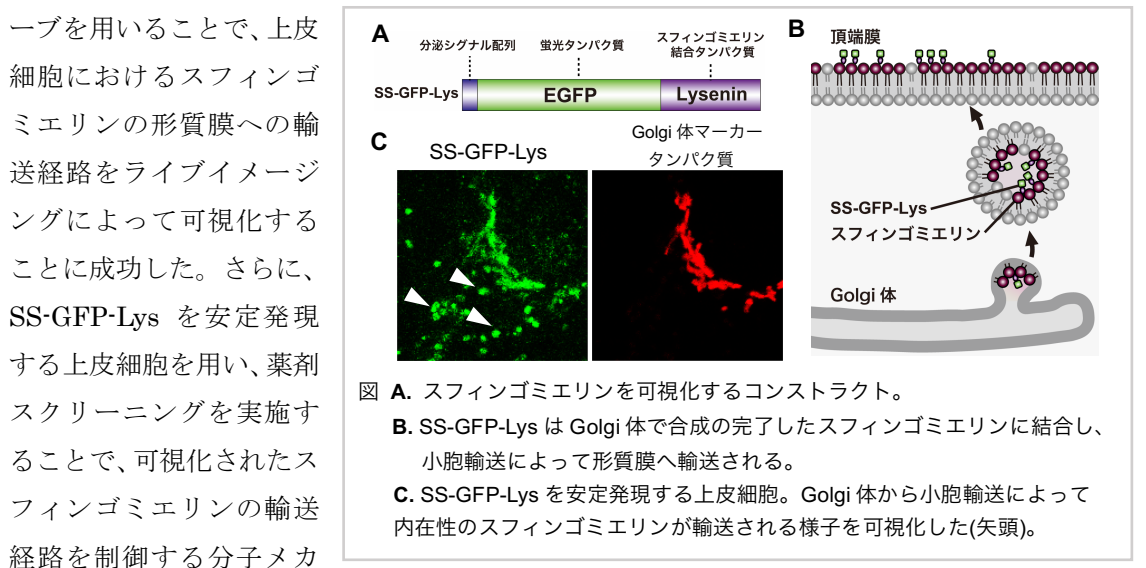 ーブを用いることで、上皮
細胞におけるスフィンゴ
ミエリンの形質膜への輸
送経路をライブイメージ
ングによって可視化する
ことに成功した。さらに、
SS-GFP-Lys を安定発現
する上皮細胞を用い、薬剤
スクリーニングを実施す
ることで、可視化されたス
フィンゴミエリンの輸送
経路を制御する分子メカ
A
分泌シグナル配列
蛍光タンパク質
スフィンゴミエリン
結合タンパク質
SS-GFP-Lys
EGFP
Lysenin
B
頂端膜
SS-GFP-Lys
スフィンゴミエリン
Golgi 体
C
SS-GFP-Lys
Golgi 体マーカー
タンパク質
図 A. スフィンゴミエリンを可視化するコンストラクト。
B. SS-GFP-Lys は Golgi 体で合成の完了したスフィンゴミエリンに結合し、
小胞輸送によって形質膜へ輸送される。
C. SS-GFP-Lys を安定発現する上皮細胞。Golgi 体から小胞輸送によって
内在性のスフィンゴミエリンが輸送される様子を可視化した(矢頭)。